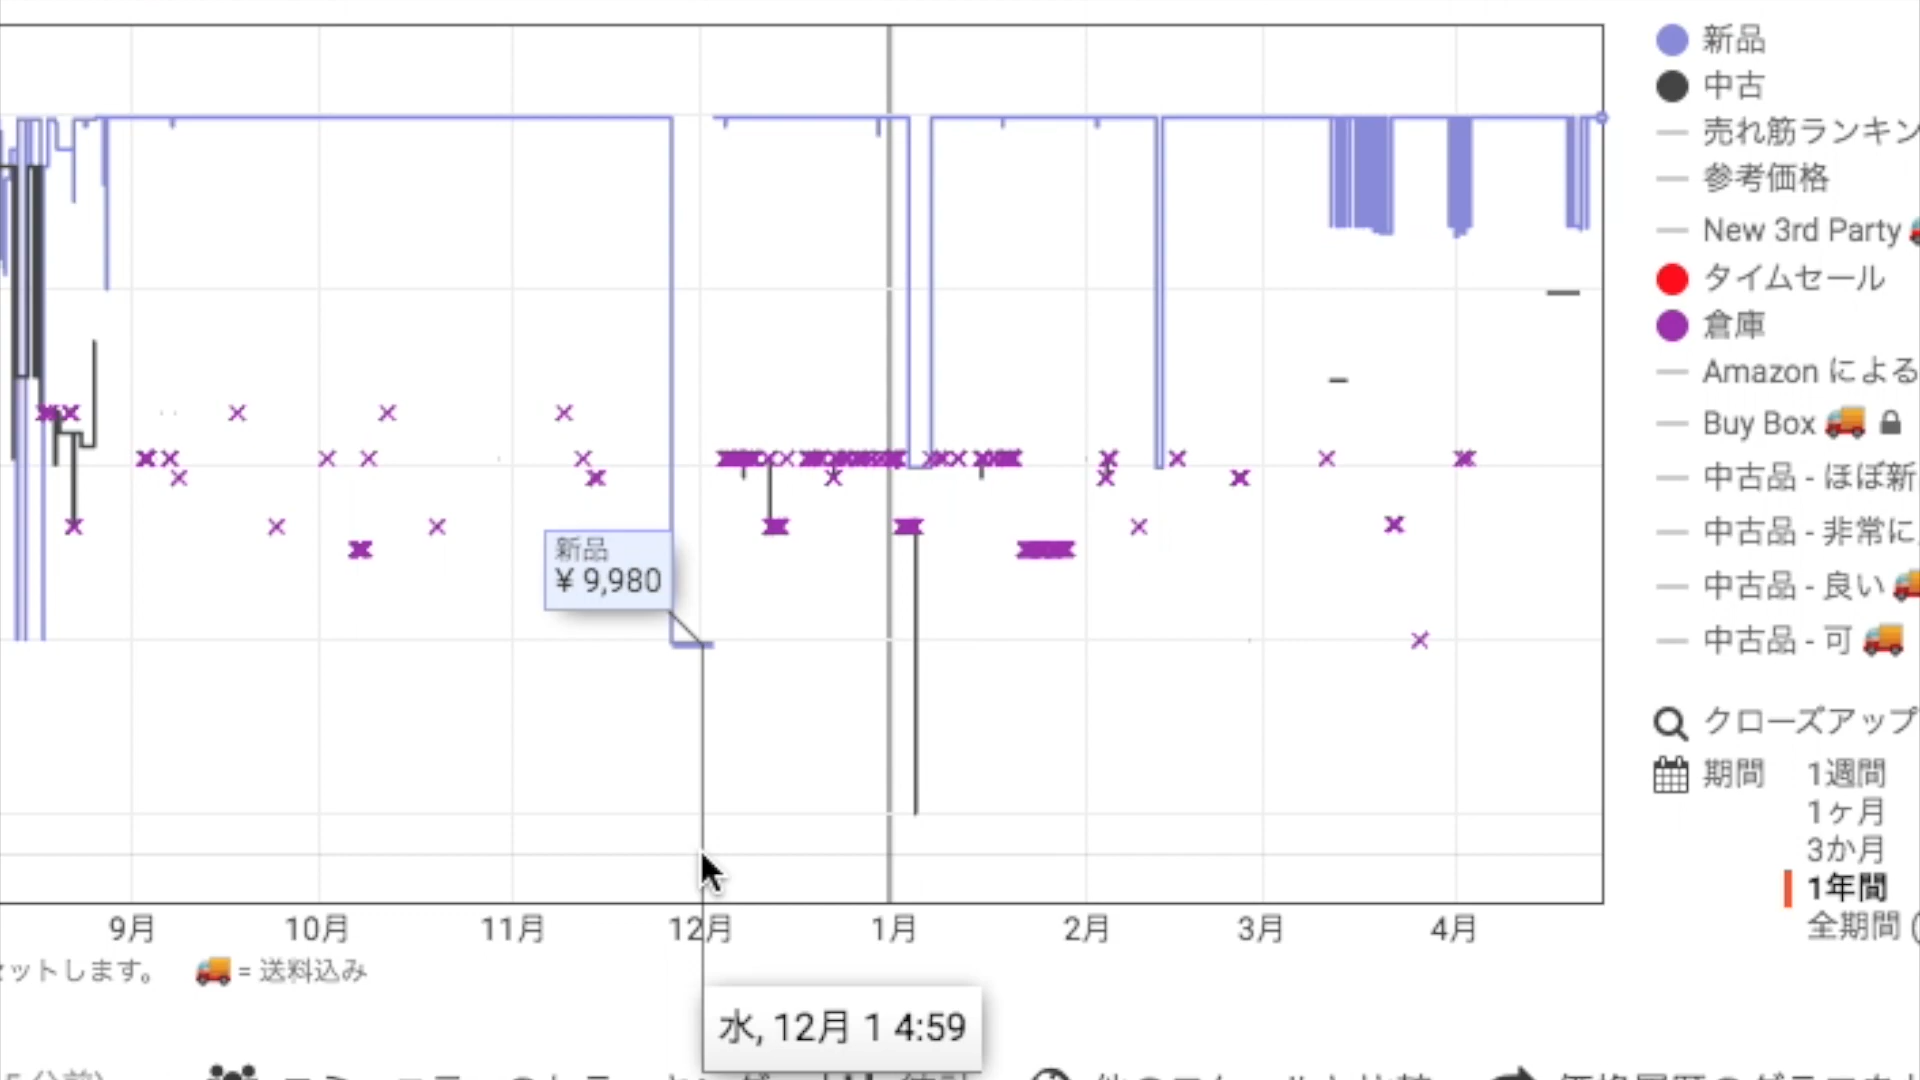 新品
中古
売れ筋ランキン
参考価格
New 3rd Party
タイムセール
倉庫
Amazon による
Buy Box
中古品 - ほぼ新
中古品 - 非常に
中古品 - 良い
中古品 - 可
クローズアップ
期間 1週間
1ヶ月
3か月
1年間
全期間 (
新品
¥ 9,980
9月 10月 11月 12月 1月 2月 3月 4月
ットします。 = 送料込み
水, 12月 1 4:59